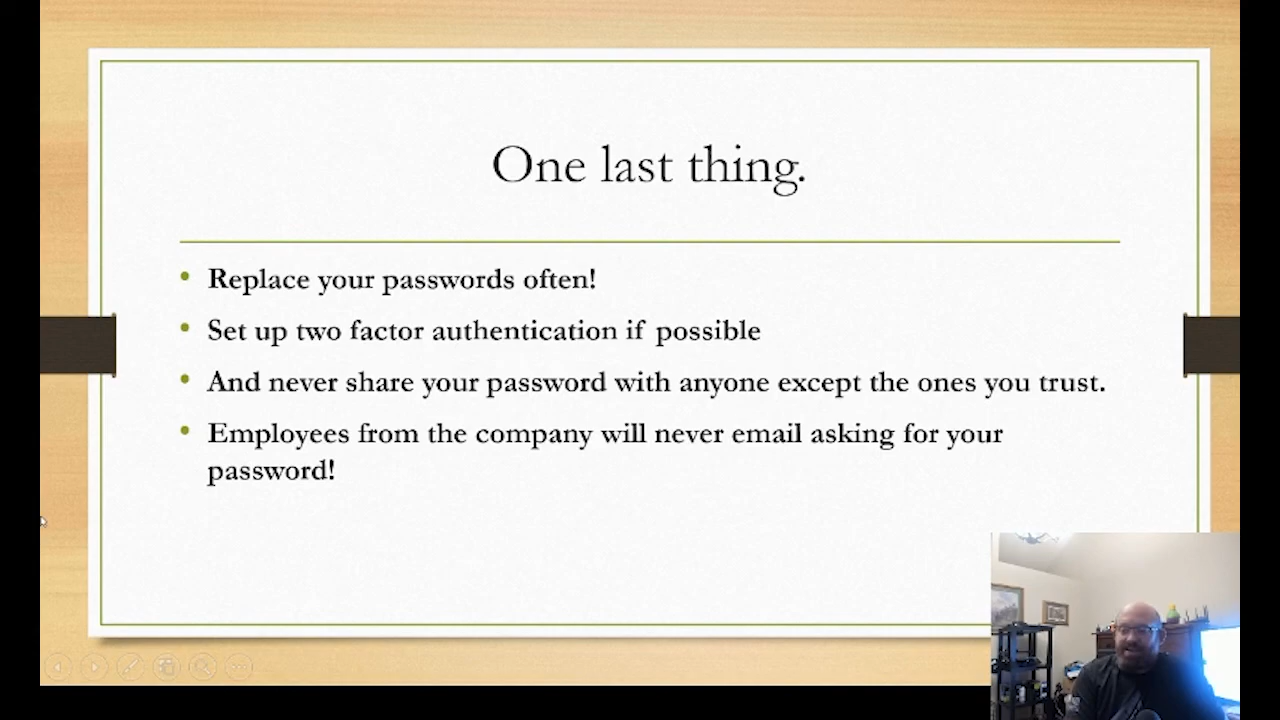 One last thing.
Replace your passwords often!
Set up two factor authentication if possible
And never share your password with anyone except the ones you trust.
Employees from the company will never email asking for your
password!